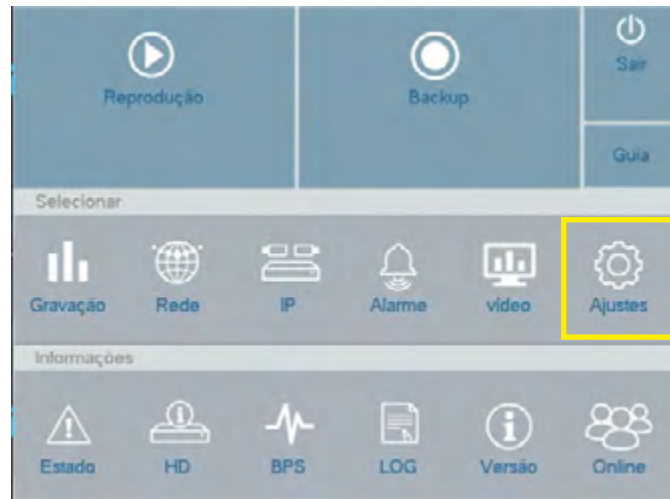 Reprodução
Backup
Sair
Guia
Selecionar
Gravação Rede IP Alarme vídeo Ajustes
Informações
Estado HD BPS LOG Versão Online